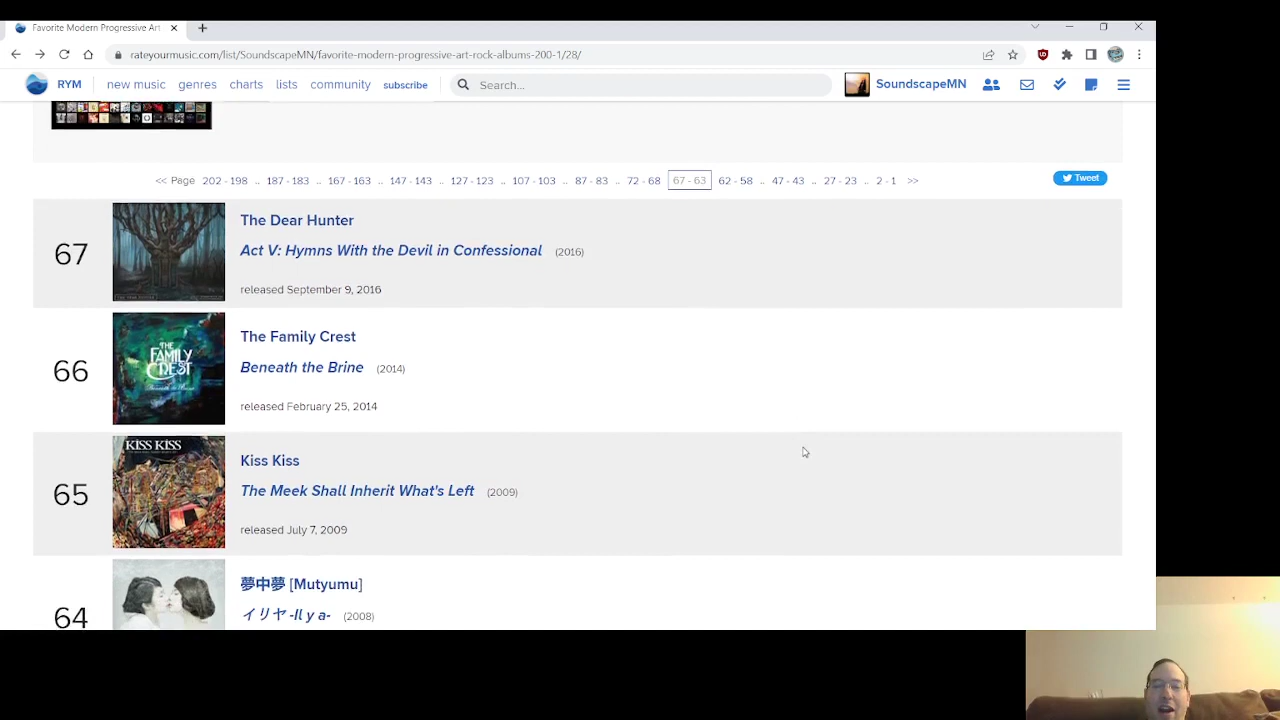 Favorite Modern Progressive Art
rateyourmusic.com/list/SoundscapeMN/favorite-modern-progressive-art-rock-albums-200-1/28/
RYM new music genres charts lists community subscribe Search... SoundscapeMN
<< Page 202 - 198 .. 187 - 183 .. 167 - 163 .. 147 - 143 .. 127 - 123 .. 107 - 103 .. 87 - 83 .. 72 - 68 67 - 63 62 - 58 .. 47 - 43 .. 27 - 23 .. 2 - 1 >> Tweet
67
The Dear Hunter
Act V: Hymns With the Devil in Confessional (2016)
released September 9, 2016
66
THE FAMILY CREST
The Family Crest
Beneath the Brine (2014)
released February 25, 2014
65
KISS KISS
Kiss Kiss
The Meek Shall Inherit What's Left (2009)
released July 7, 2009
64
夢中夢 [Mutyumu]
イリヤ -Il y a- (2008)